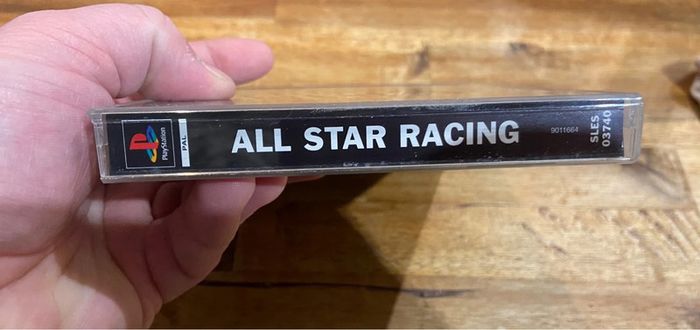 PlayStation
PAL
ALL STAR RACING
9011664
SLES
03740